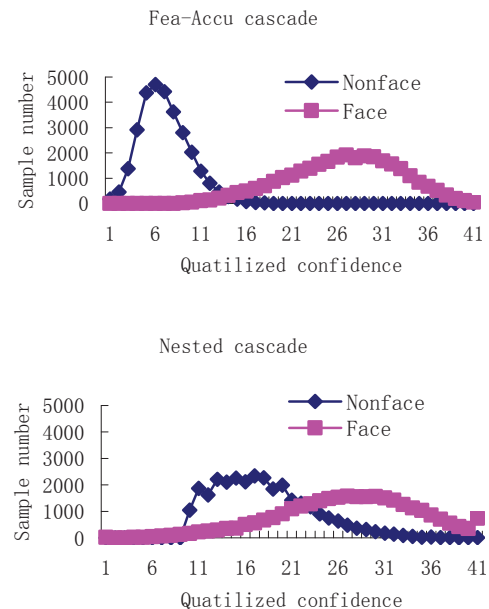 Fea-Accu cascade
5000
4000
3000
2000
1000
0
Sample number
Nonface
Face
1 6 11 16 21 26 31 36 41
Quatilized confidence
Nested cascade
5000
4000
3000
2000
1000
0
Sample number
Nonface
Face
1 6 11 16 21 26 31 36 41
Quatilized confidence